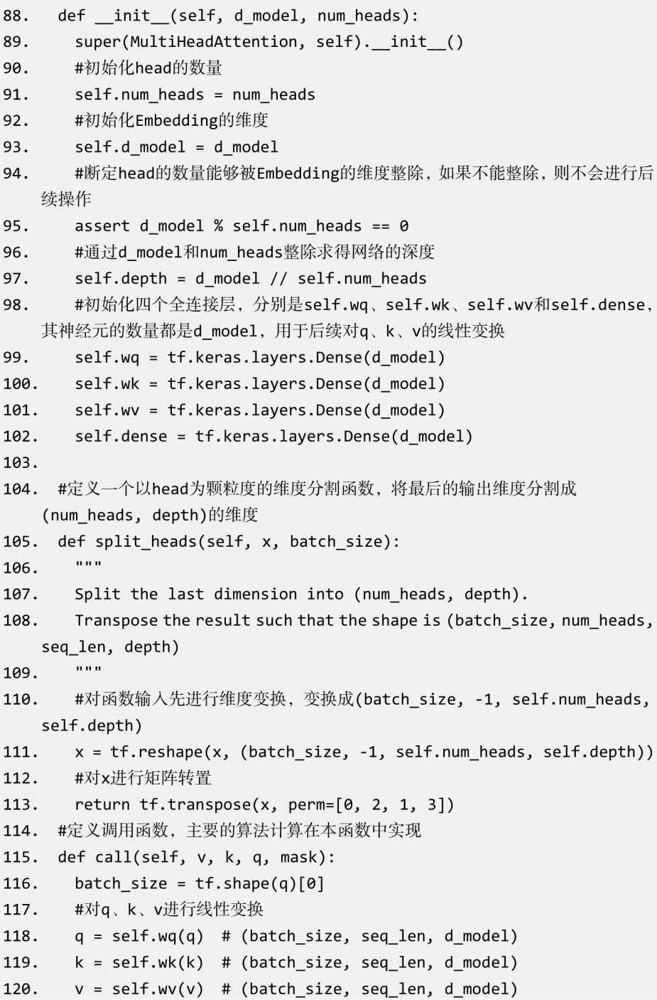 88.   def __init__(self, d_model, num_heads):
89.     super(MultiHeadAttention, self).__init__()
90.     #初始化head的数量
91.     self.num_heads = num_heads
92.     #初始化Embedding的维度
93.     self.d_model = d_model
94.     #断定head的数量能够被Embedding的维度整除，如果不能整除，则不会进行后
续操作
95.     assert d_model % self.num_heads == 0
96.     #通过d_model和num_heads整除求得网络的深度
97.     self.depth = d_model // self.num_heads
98.     #初始化四个全连接层，分别是self.wq、self.wk、self.wv和self.dense，
其神经元的数量都是d_model，用于后续对q、k、v的线性变换
99.     self.wq = tf.keras.layers.Dense(d_model)
100.    self.wk = tf.keras.layers.Dense(d_model)
101.    self.wv = tf.keras.layers.Dense(d_model)
102.    self.dense = tf.keras.layers.Dense(d_model)
103.
104.  #定义一个以head为颗粒度的维度分割函数，将最后的输出维度分割成
(num_heads, depth)的维度
105.  def split_heads(self, x, batch_size):
106.    """
107.    Split the last dimension into (num_heads, depth).
108.    Transpose the result such that the shape is (batch_size, num_heads,
seq_len, depth)
109.    """
110.    #对函数输入先进行维度变换，变换成(batch_size, -1, self.num_heads,
self.depth)
111.    x = tf.reshape(x, (batch_size, -1, self.num_heads, self.depth))
112.    #对x进行矩阵转置
113.    return tf.transpose(x, perm=[0, 2, 1, 3])
114.  #定义调用函数，主要的算法计算在本函数中实现
115.  def call(self, v, k, q, mask):
116.    batch_size = tf.shape(q)[0]
117.    #对q、k、v进行线性变换
118.    q = self.wq(q)  # (batch_size, seq_len, d_model)
119.    k = self.wk(k)  # (batch_size, seq_len, d_model)
120.    v = self.wv(v)  # (batch_size, seq_len, d_model)